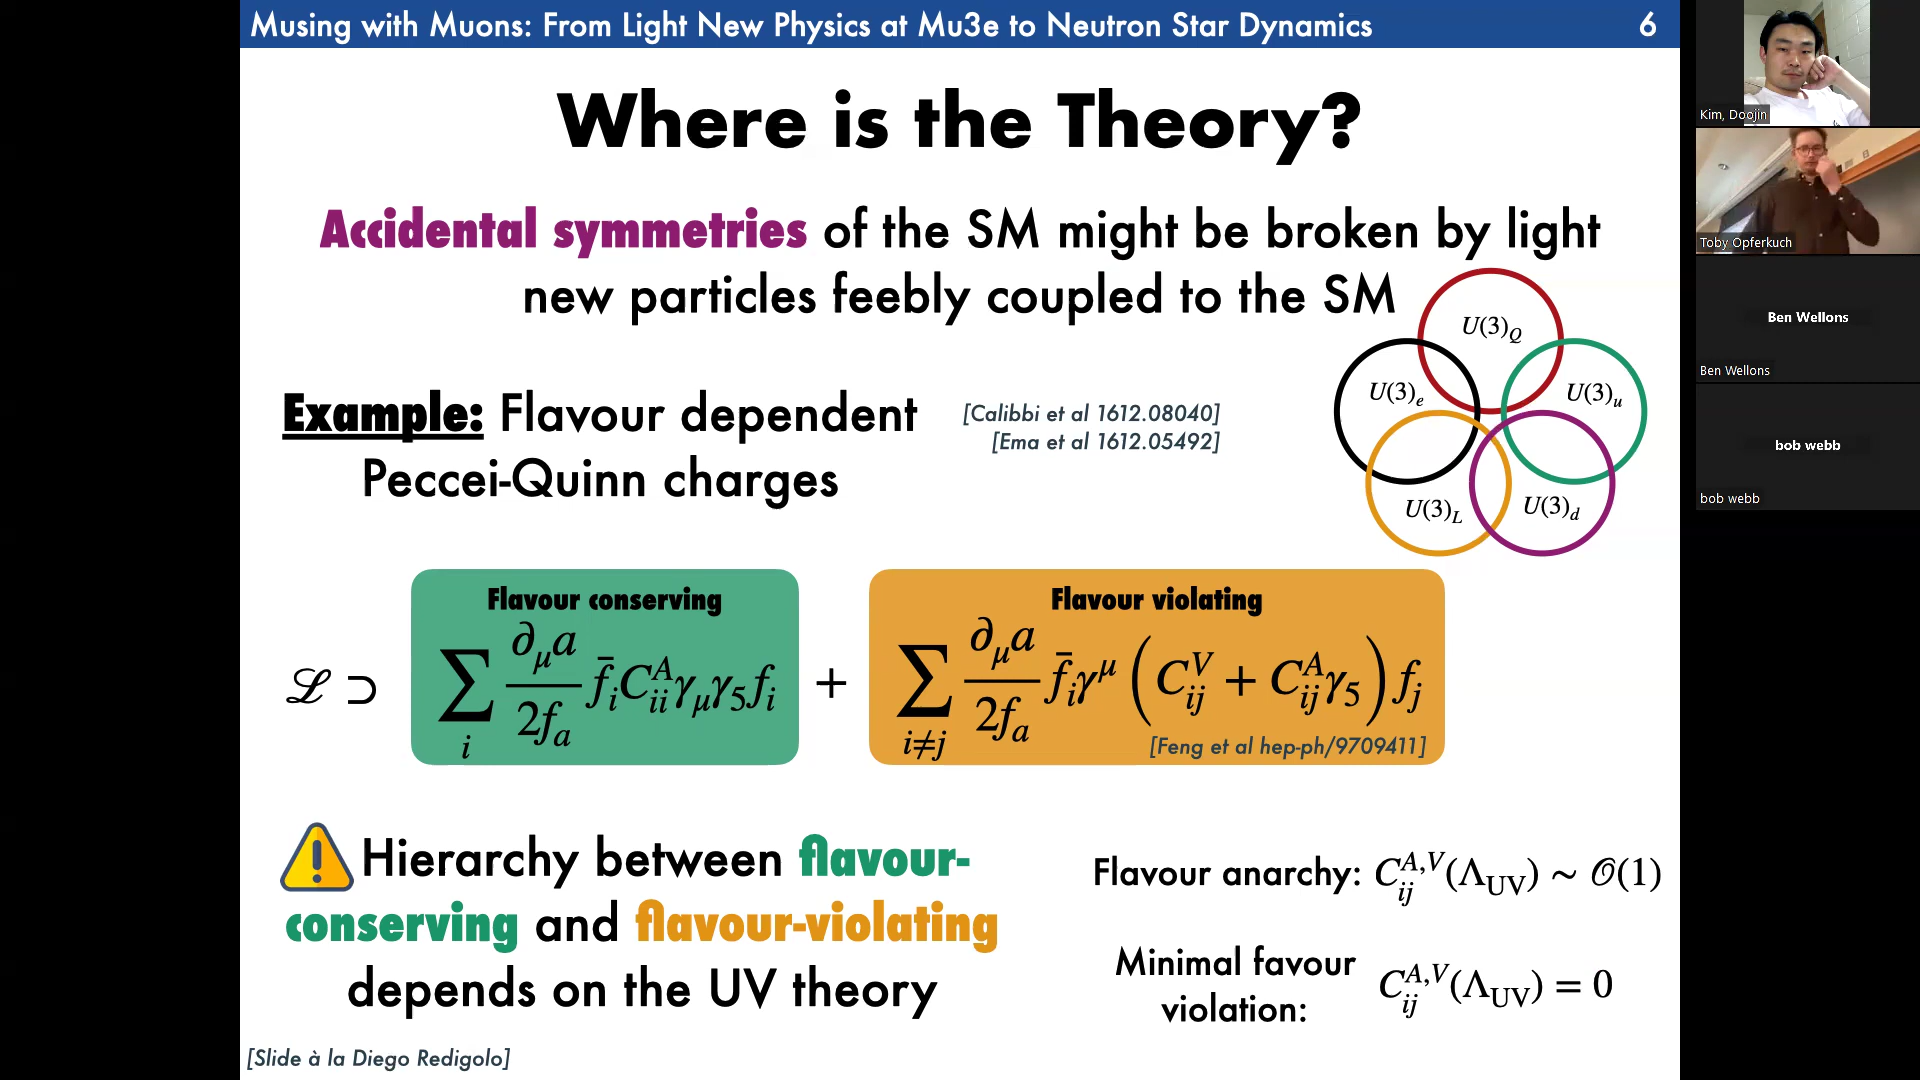 Musing with Muons: From Light New Physics at Mu3e to Neutron Star Dynamics 6
Where is the Theory?
Accidental symmetries of the SM might be broken by light
new particles feebly coupled to the SM
Example: Flavour dependent
Peccei-Quinn charges
[Calibbi et al 1612.08040]
[Ema et al 1612.05492]
U(3)_Q
U(3)_e
U(3)_u
U(3)_L
U(3)_d
Flavour conserving
Flavour violating
ℒ ⊃ ∑_i ∂_μ a / 2f_a f̄_i C^A_ii γ_μ γ_5 f_i + ∑_{i≠j} ∂_μ a / 2f_a f̄_i γ^μ (C^V_ij + C^A_ij γ_5) f_j
[Feng et al hep-ph/9709411]
⚠ Hierarchy between flavour-
conserving and flavour-violating
depends on the UV theory
Flavour anarchy: C^{A,V}_ij(Λ_UV) ~ 𝒪(1)
Minimal favour
violation: C^{A,V}_ij(Λ_UV) = 0
[Slide à la Diego Redigolo]
Kim, Doojin
Toby Opferkuch
Ben Wellons
Ben Wellons
bob webb
bob webb